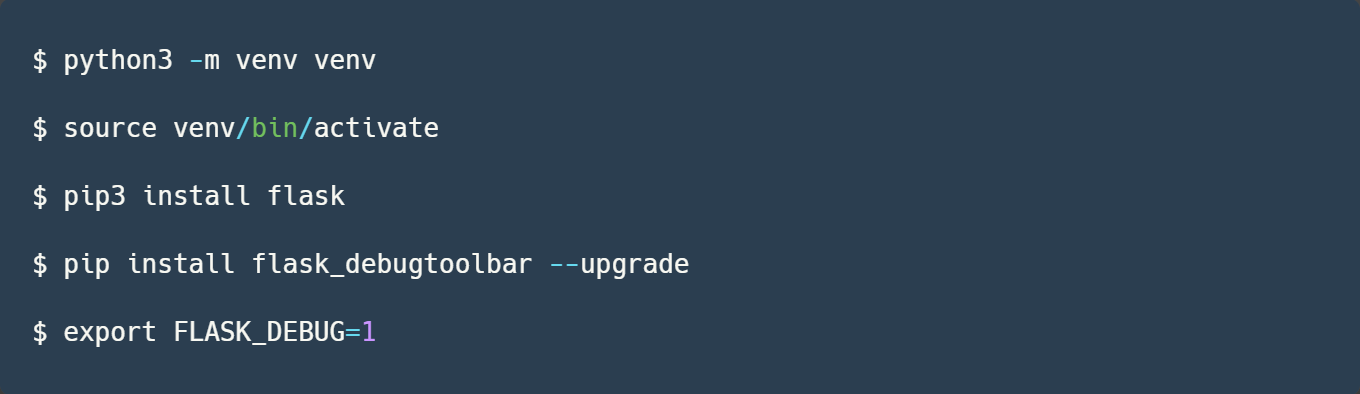 $ python3 -m venv venv
$ source venv/bin/activate
$ pip3 install flask
$ pip install flask_debugtoolbar --upgrade
$ export FLASK_DEBUG=1